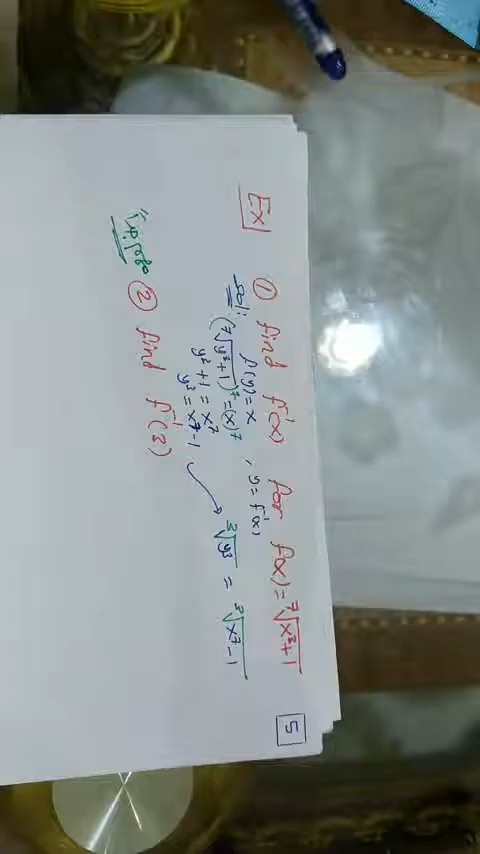 Ex
① find f⁻¹(x) for f(x)=⁷√(x³+1)
Sol: f(y)=x , y=f⁻¹(x)
(⁷√(y³+1))⁷=(x)⁷
y³+1=x⁷
y³=x⁷-1 → ³√y³ = ³√(x⁷-1)
② find f⁻¹(3)
5